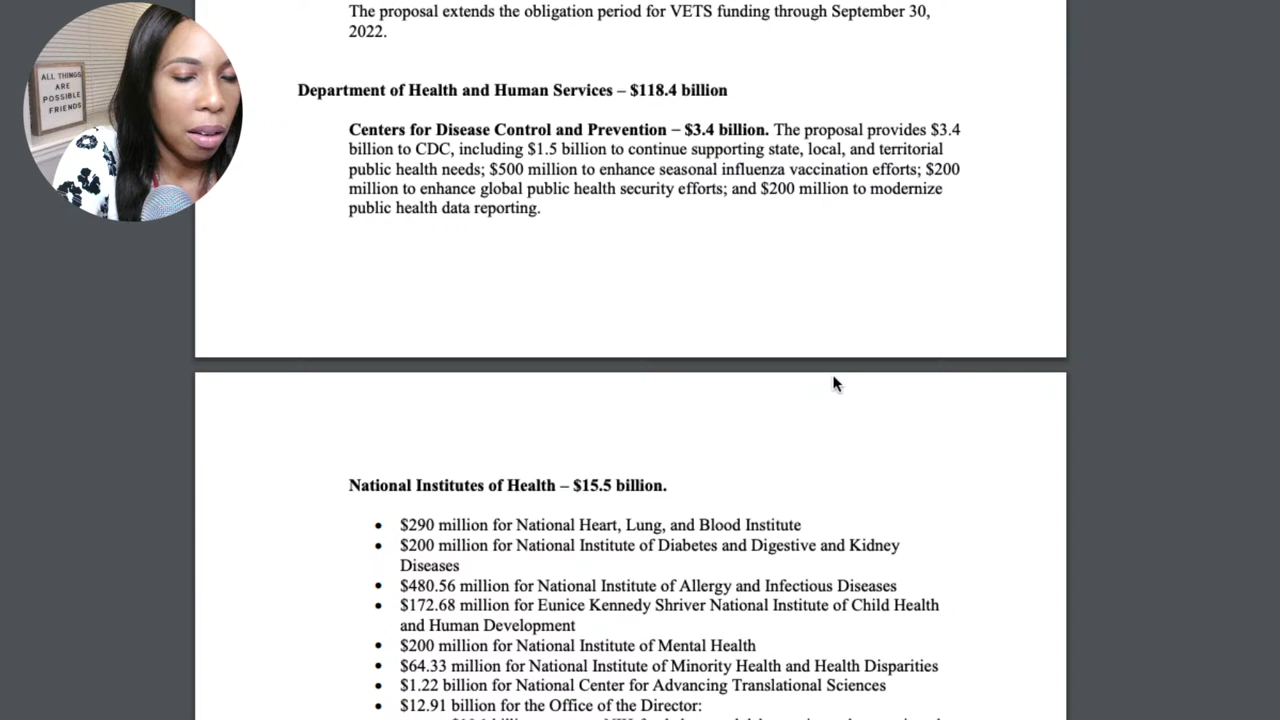 The proposal extends the obligation period for VETS funding through September 30,
2022.
ALL THINGS
ARE
POSSIBLE
FRIENDS
Department of Health and Human Services – $118.4 billion
Centers for Disease Control and Prevention – $3.4 billion. The proposal provides $3.4
billion to CDC, including $1.5 billion to continue supporting state, local, and territorial
public health needs; $500 million to enhance seasonal influenza vaccination efforts; $200
million to enhance global public health security efforts; and $200 million to modernize
public health data reporting.
National Institutes of Health – $15.5 billion.
• $290 million for National Heart, Lung, and Blood Institute
• $200 million for National Institute of Diabetes and Digestive and Kidney
Diseases
• $480.56 million for National Institute of Allergy and Infectious Diseases
• $172.68 million for Eunice Kennedy Shriver National Institute of Child Health
and Human Development
• $200 million for National Institute of Mental Health
• $64.33 million for National Institute of Minority Health and Health Disparities
• $1.22 billion for National Center for Advancing Translational Sciences
• $12.91 billion for the Office of the Director: